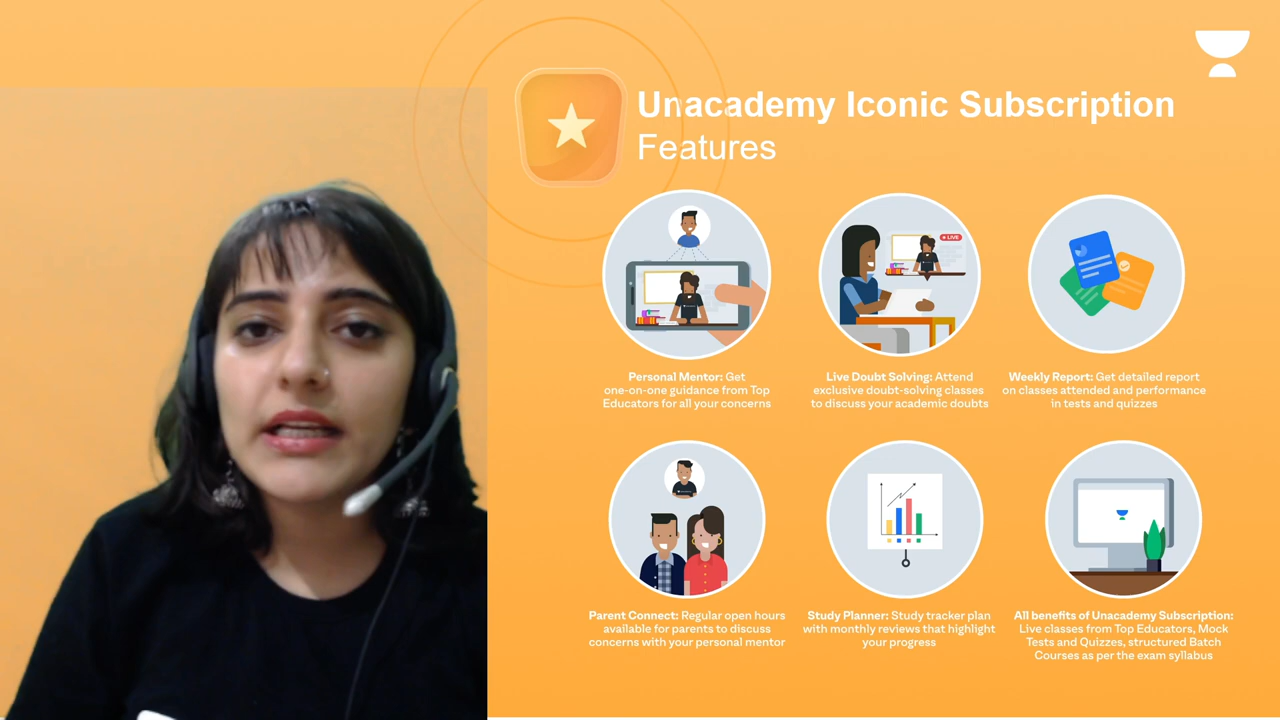 Unacademy Iconic Subscription
Features
LIVE
Personal Mentor: Get
one-on-one guidance from Top
Educators for all your concerns
Live Doubt Solving: Attend
exclusive doubt-solving classes
to discuss your academic doubts
Weekly Report: Get detailed report
on classes attended and performance
in tests and quizzes
Parent Connect: Regular open hours
available for parents to discuss
concerns with your personal mentor
Study Planner: Study tracker plan
with monthly reviews that highlight
your progress
All benefits of Unacademy Subscription:
Live classes from Top Educators, Mock
Tests and Quizzes, structured Batch
Courses as per the exam syllabus